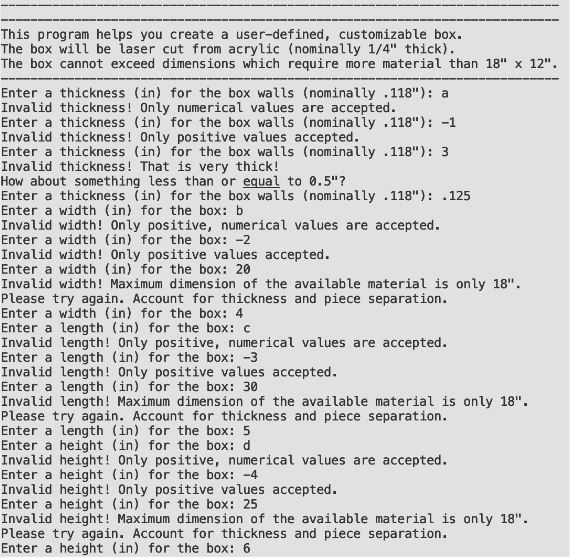 This program helps you create a user-defined, customizable box.
The box will be laser cut from acrylic (nominally 1/4" thick).
The box cannot exceed dimensions which require more material than 18" x 12".
Enter a thickness (in) for the box walls (nominally .118"): a
Invalid thickness! Only numerical values are accepted.
Enter a thickness (in) for the box walls (nominally .118"): -1
Invalid thickness! Only positive values accepted.
Enter a thickness (in) for the box walls (nominally .118"): 3
Invalid thickness! That is very thick!
How about something less than or equal to 0.5"?
Enter a thickness (in) for the box walls (nominally .118"): .125
Enter a width (in) for the box: b
Invalid width! Only positive, numerical values are accepted.
Enter a width (in) for the box: -2
Invalid width! Only positive values accepted.
Enter a width (in) for the box: 20
Invalid width! Maximum dimension of the available material is only 18".
Please try again. Account for thickness and piece separation.
Enter a width (in) for the box: 4
Enter a length (in) for the box: c
Invalid length! Only positive, numerical values are accepted.
Enter a length (in) for the box: -3
Invalid length! Only positive values accepted.
Enter a length (in) for the box: 30
Invalid length! Maximum dimension of the available material is only 18".
Please try again. Account for thickness and piece separation.
Enter a length (in) for the box: 5
Enter a height (in) for the box: d
Invalid height! Only positive, numerical values are accepted.
Enter a height (in) for the box: -4
Invalid height! Only positive values accepted.
Enter a height (in) for the box: 25
Invalid height! Maximum dimension of the available material is only 18".
Please try again. Account for thickness and piece separation.
Enter a height (in) for the box: 6